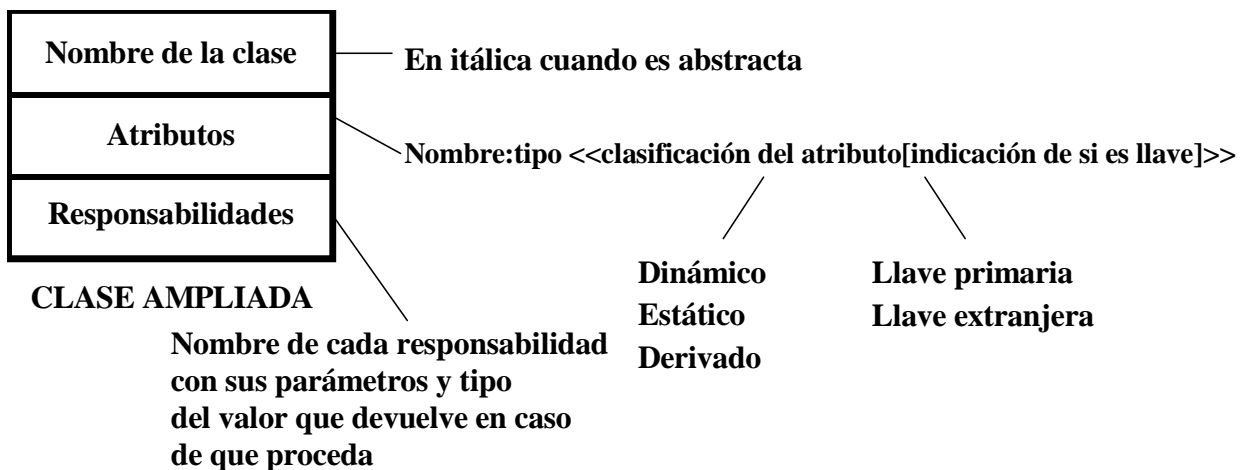 Nombre de la clase
En itálica cuando es abstracta
Atributos
Nombre:tipo <<clasificación del atributo[indicación de si es llave]>>
Responsabilidades
CLASE AMPLIADA
Dinámico
Estático
Derivado
Llave primaria
Llave extranjera
Nombre de cada responsabilidad
con sus parámetros y tipo
del valor que devuelve en caso
de que proceda